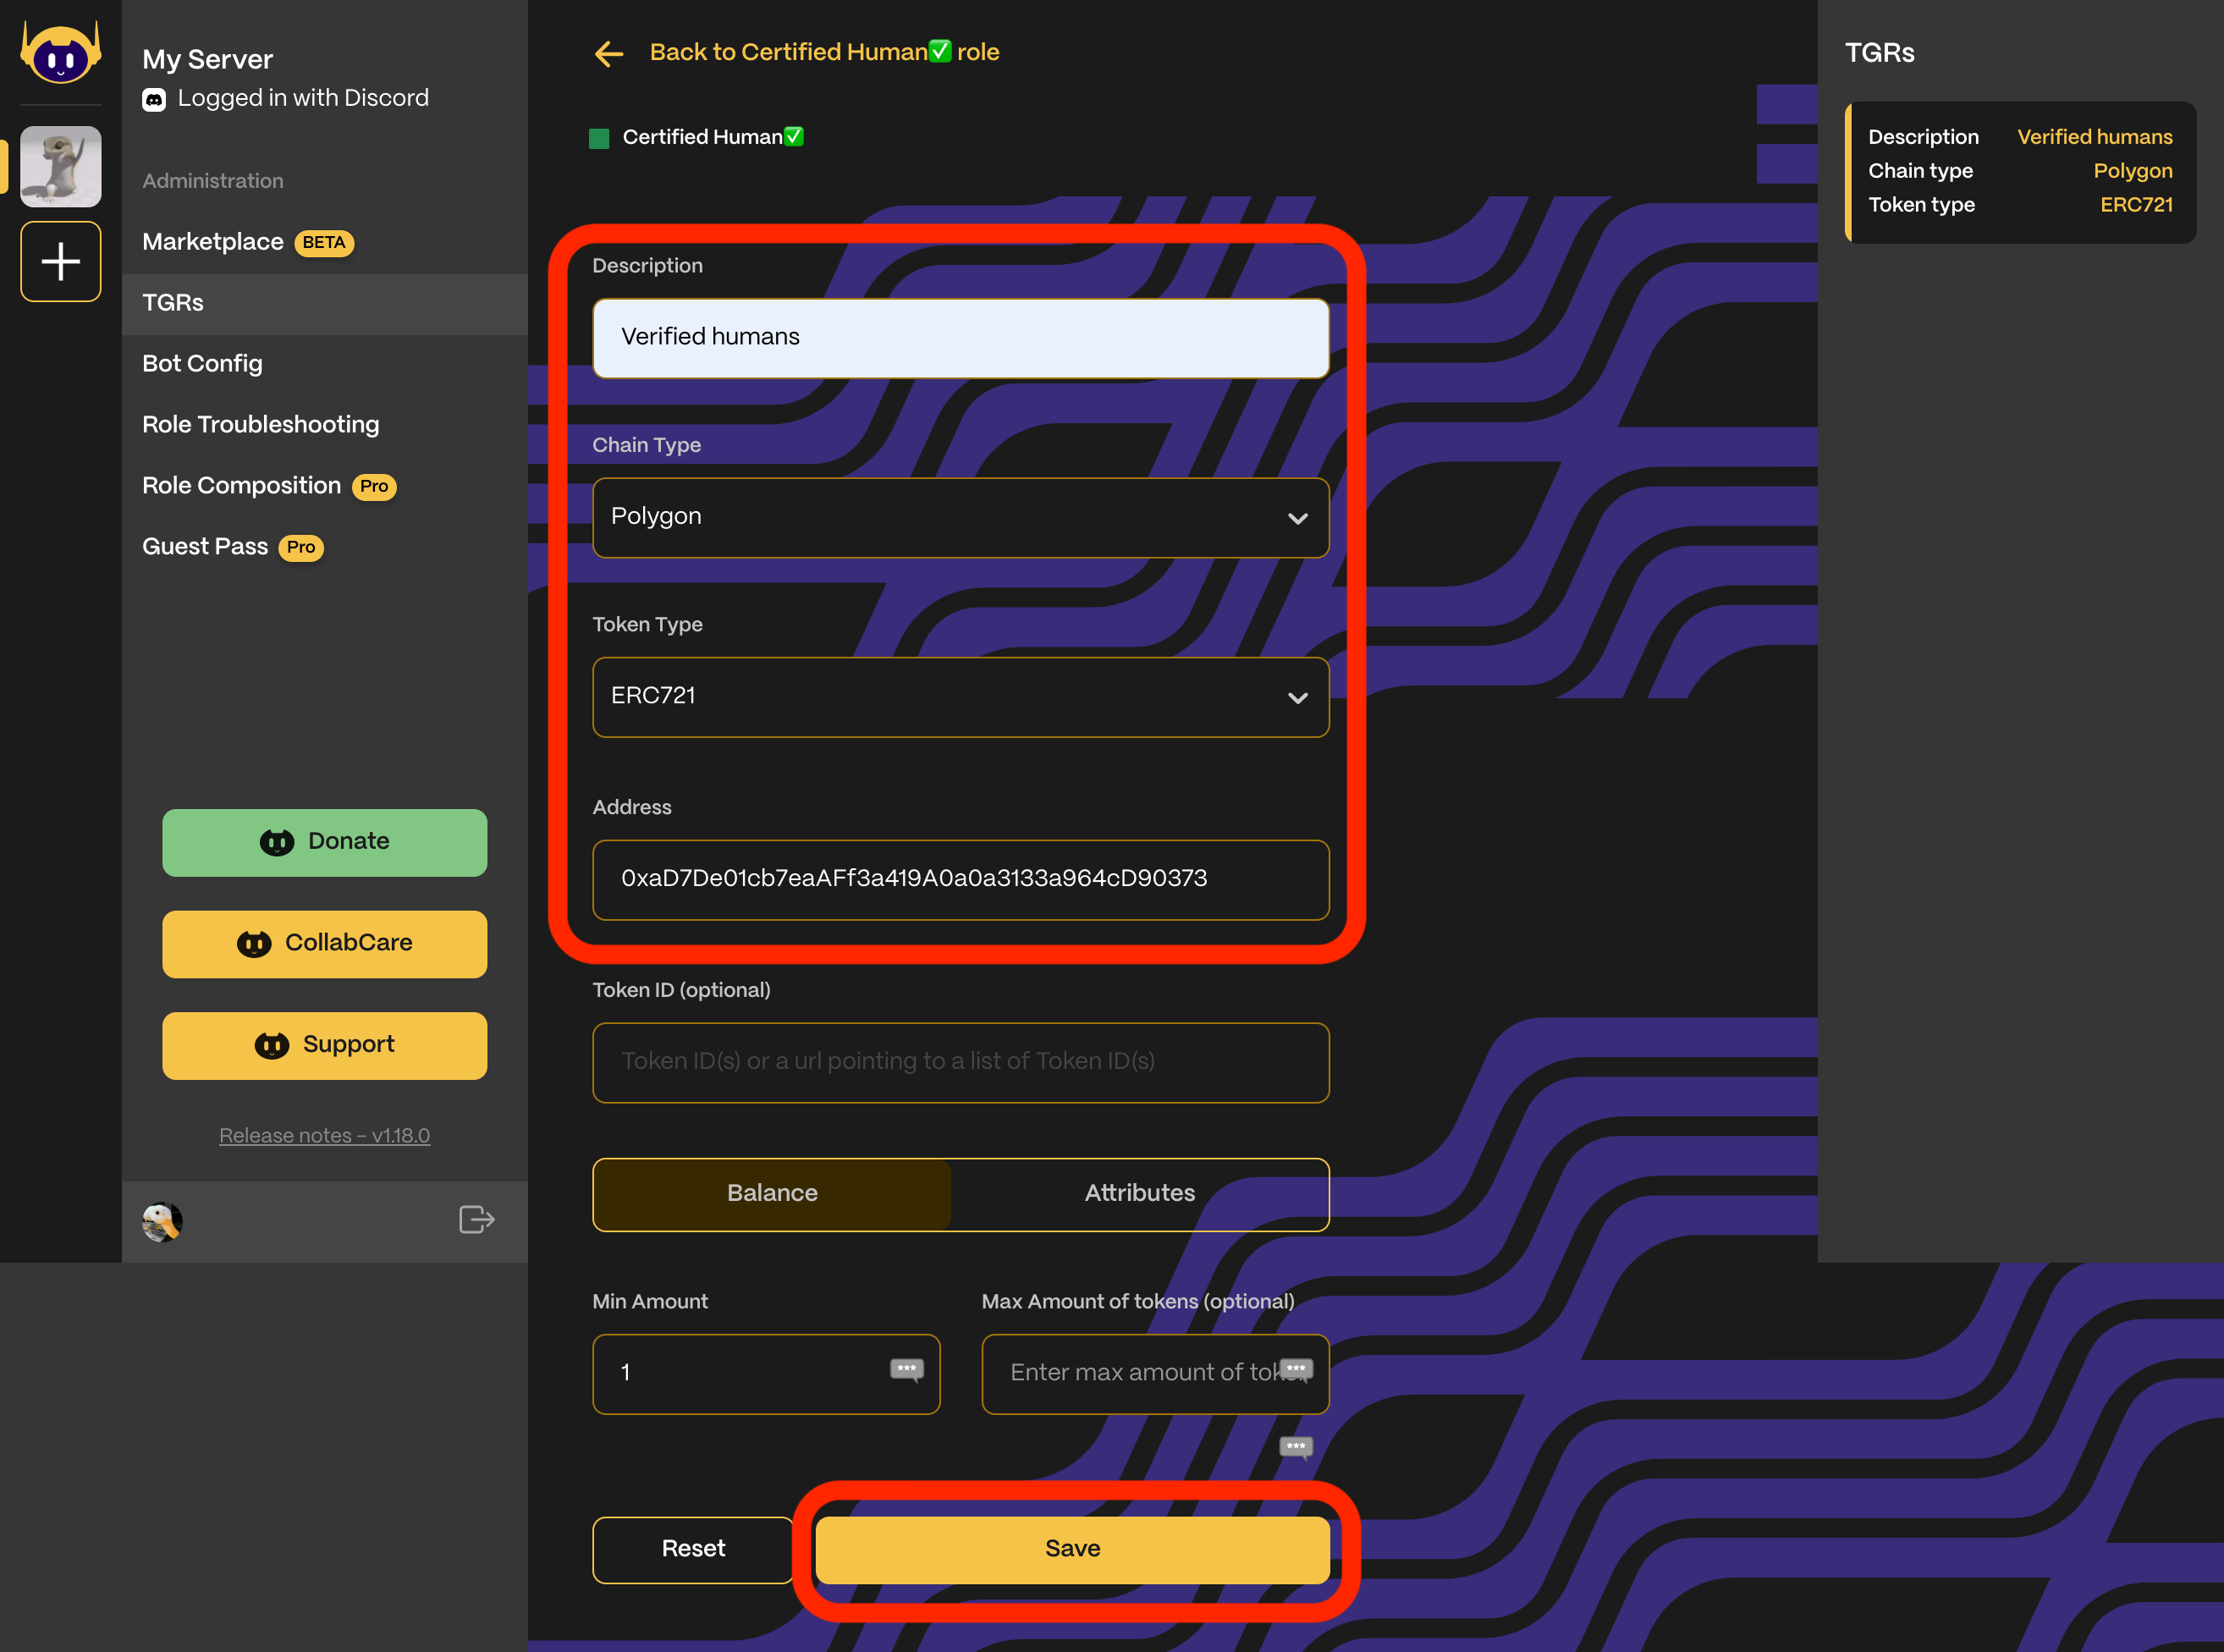 My Server
Logged in with Discord
Administration
Marketplace BETA
TGRs
Bot Config
Role Troubleshooting
Role Composition Pro
Guest Pass Pro
Donate
CollabCare
Support
Release notes - v1.18.0
Back to Certified Human✅ role
Certified Human✅
Description
Verified humans
Chain Type
Polygon
Token Type
ERC721
Address
0xaD7De01cb7eaAFf3a419A0a0a3133a964cD90373
Token ID (optional)
Token ID(s) or a url pointing to a list of Token ID(s)
Balance Attributes
Min Amount Max Amount of tokens (optional)
1 Enter max amount of token
Reset Save
TGRs
Description Verified humans
Chain type Polygon
Token type ERC721